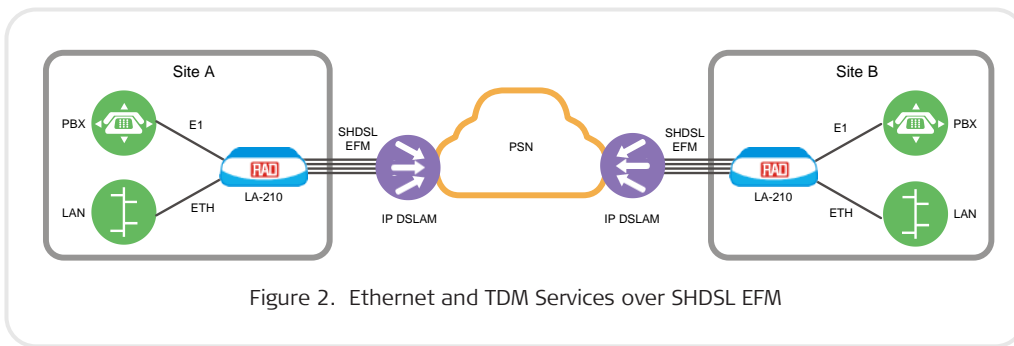 Site A
Site B
PBX
E1
SHDSL
EFM
PSN
SHDSL
EFM
E1
PBX
RAD
RAD
LA-210
LA-210
LAN
ETH
IP DSLAM
IP DSLAM
ETH
LAN
Figure 2. Ethernet and TDM Services over SHDSL EFM